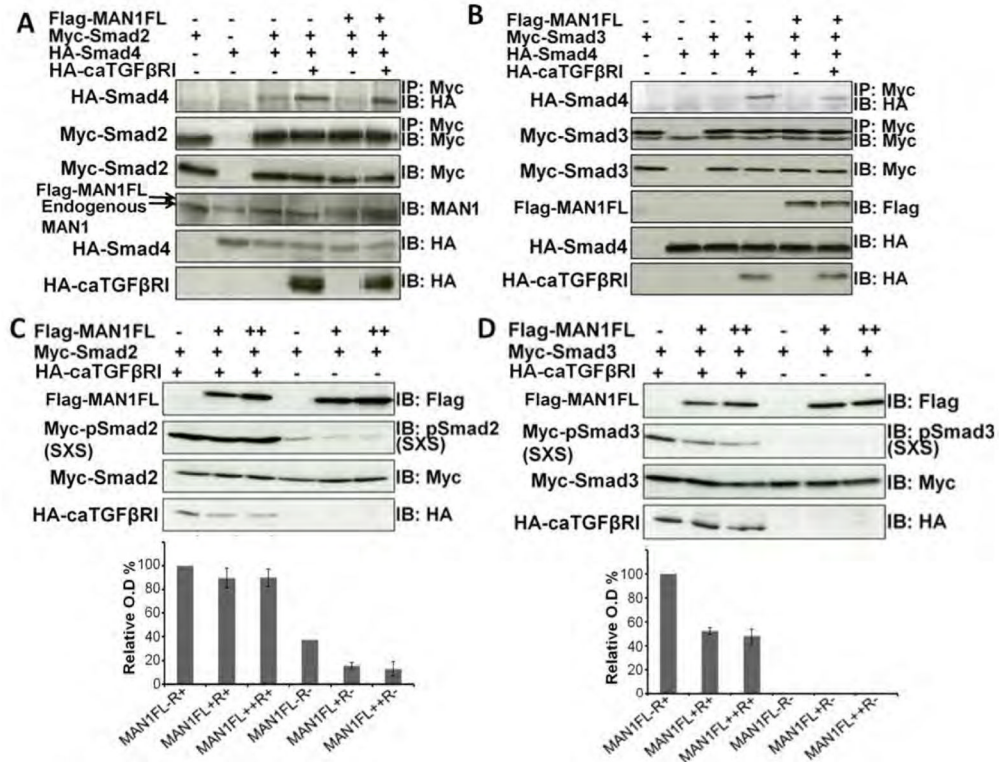 A
Flag-MAN1FL - - - - + +
Myc-Smad2 + - + + + +
HA-Smad4 - + + + + +
HA-caTGFβRI - - - + - +
HA-Smad4 IP: Myc IB: HA
Myc-Smad2 IP: Myc IB: Myc
Myc-Smad2 IB: Myc
Flag-MAN1FL
Endogenous MAN1 IB: MAN1
HA-Smad4 IB: HA
HA-caTGFβRI IB: HA
B
Flag-MAN1FL - - - - + +
Myc-Smad3 + - + + + +
HA-Smad4 - + + + + +
HA-caTGFβRI - - - + - +
HA-Smad4 IP: Myc IB: HA
Myc-Smad3 IP: Myc IB: Myc
Myc-Smad3 IB: Myc
Flag-MAN1FL IB: Flag
HA-Smad4 IB: HA
HA-caTGFβRI IB: HA
C
Flag-MAN1FL - + ++ - + ++
Myc-Smad2 + + + + + +
HA-caTGFβRI + + + - - -
Flag-MAN1FL IB: Flag
Myc-pSmad2 (SXS) IB: pSmad2 (SXS)
Myc-Smad2 IB: Myc
HA-caTGFβRI IB: HA
Relative O.D %
100
80
60
40
20
0
MAN1FL-R+
MAN1FL+R+
MAN1FL++R+
MAN1FL-R-
MAN1FL+R-
MAN1FL++R-
D
Flag-MAN1FL - + ++ - + ++
Myc-Smad3 + + + + + +
HA-caTGFβRI + + + - - -
Flag-MAN1FL IB: Flag
Myc-pSmad3 (SXS) IB: pSmad3 (SXS)
Myc-Smad3 IB: Myc
HA-caTGFβRI IB: HA
Relative O.D %
100
80
60
40
20
0
MAN1FL-R+
MAN1FL+R+
MAN1FL++R+
MAN1FL-R-
MAN1FL+R-
MAN1FL++R-